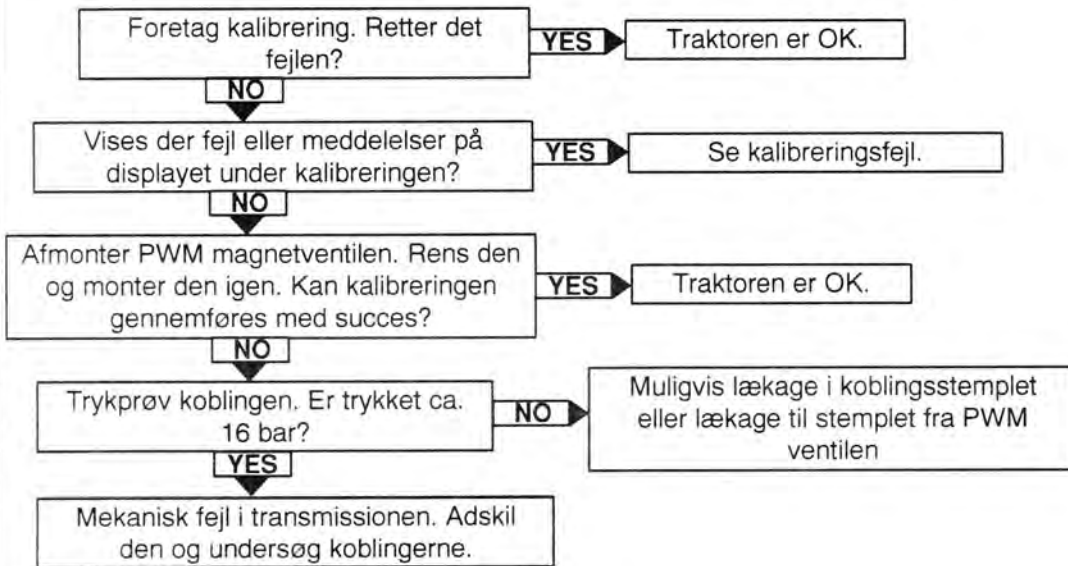 Foretag kalibrering. Retter det
fejlen?
YES
Traktoren er OK.
NO
Vises der fejl eller meddelelser på
displayet under kalibreringen?
YES
Se kalibreringsfejl.
NO
Afmonter PWM magnetventilen. Rens den
og monter den igen. Kan kalibreringen
gennemføres med succes?
YES
Traktoren er OK.
NO
Trykprøv koblingen. Er trykket ca.
16 bar?
NO
Muligvis lækage i koblingsstemplet
eller lækage til stemplet fra PWM
ventilen
YES
Mekanisk fejl i transmissionen. Adskil
den og undersøg koblingerne.